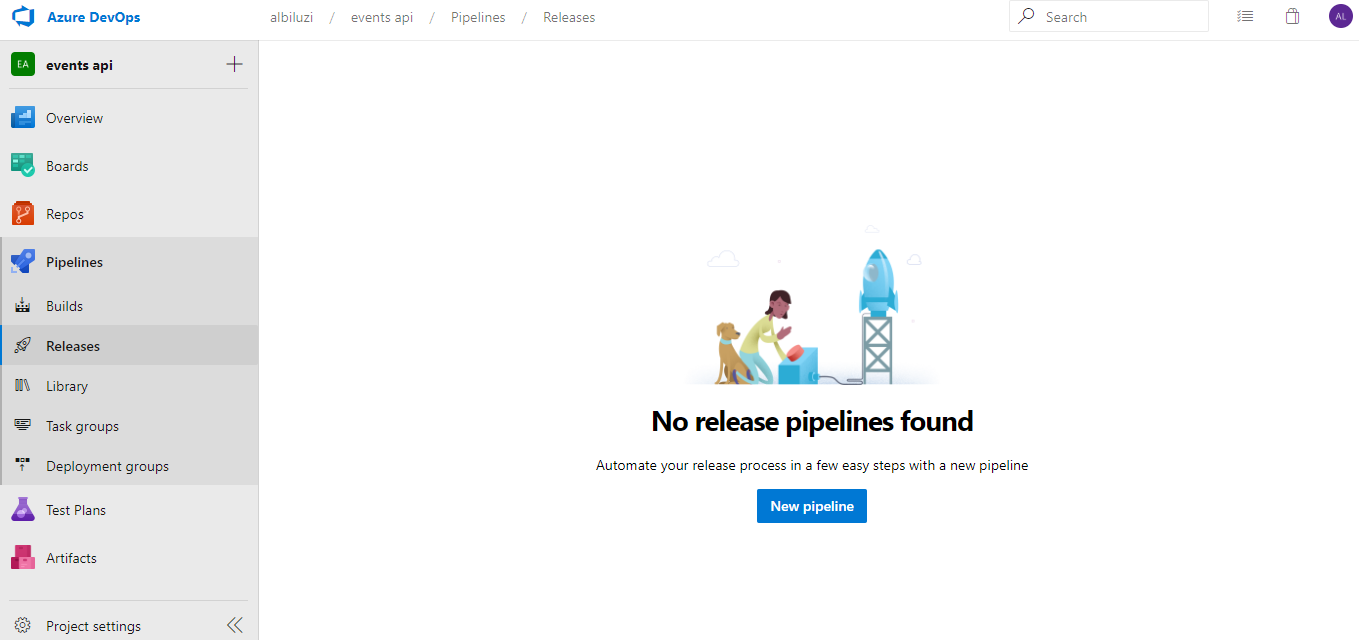 Azure DevOps
albiluzi / events api / Pipelines / Releases
Search
AL
EA events api
Overview
Boards
Repos
Pipelines
Builds
Releases
Library
Task groups
Deployment groups
Test Plans
Artifacts
Project settings
No release pipelines found
Automate your release process in a few easy steps with a new pipeline
New pipeline